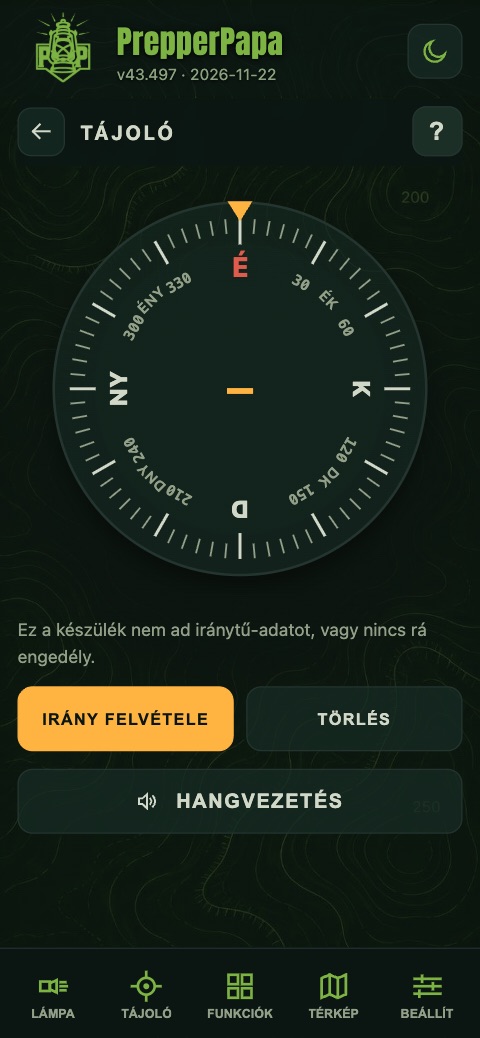 PrepperPapa
v43.497 · 2026-11-22
TÁJOLÓ
?
200
É
30
ÉK
60
K
120
DK
150
D
210
DNY
240
NY
300
ÉNY
330
Ez a készülék nem ad iránytű-adatot, vagy nincs rá
engedély.
IRÁNY FELVÉTELE
TÖRLÉS
HANGVEZETÉS
250
LÁMPA
TÁJOLÓ
FUNKCIÓK
TÉRKÉP
BEÁLLÍT